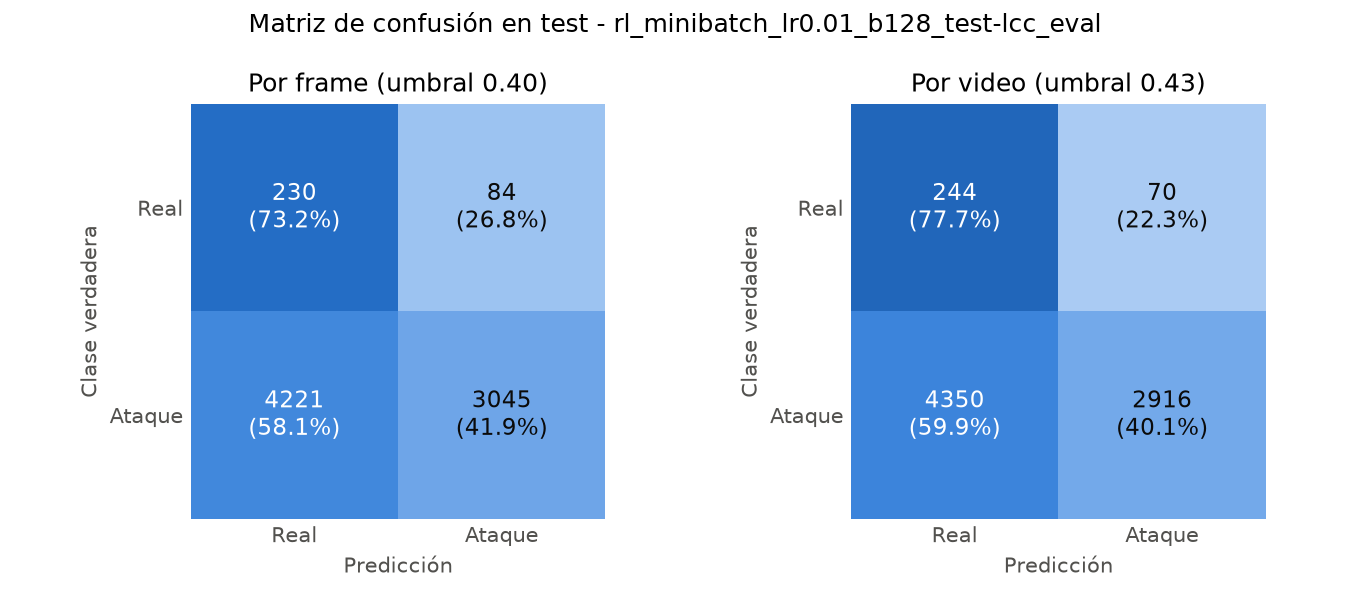 Matriz de confusión en test - rl_minibatch_lr0.01_b128_test-lcc_eval
Por frame (umbral 0.40)
Clase verdadera
Real
230
(73.2%)
84
(26.8%)
Ataque
4221
(58.1%)
3045
(41.9%)
Real
Ataque
Predicción
Por video (umbral 0.43)
Clase verdadera
Real
244
(77.7%)
70
(22.3%)
Ataque
4350
(59.9%)
2916
(40.1%)
Real
Ataque
Predicción